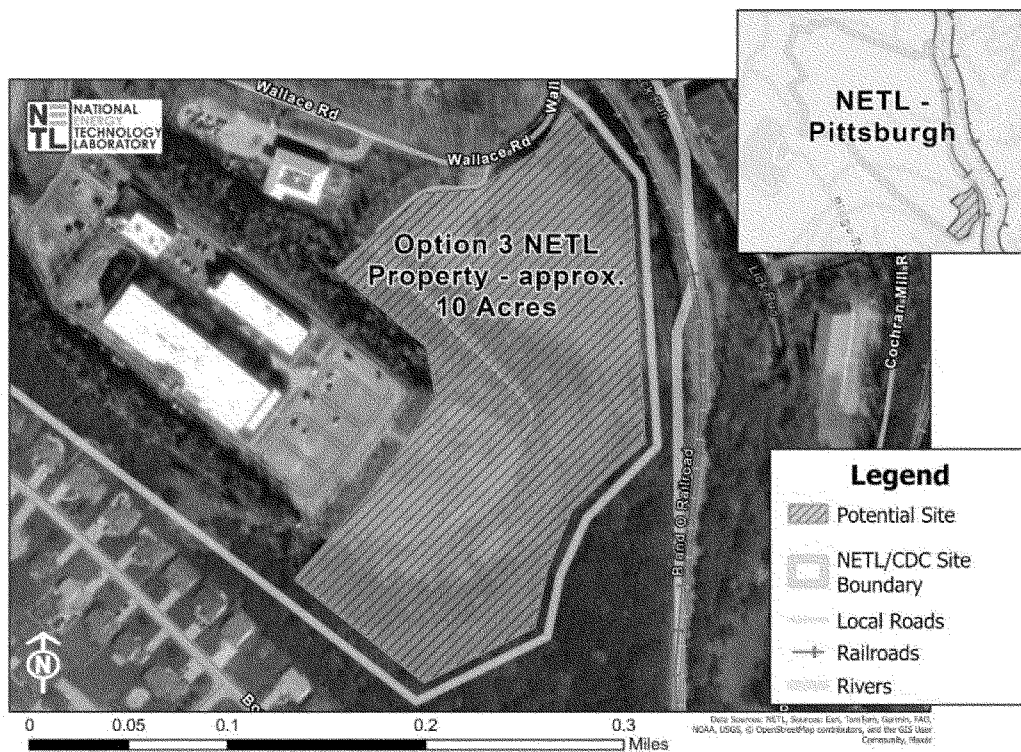 NETL
NATIONAL
ENERGY
TECHNOLOGY
LABORATORY
NETL -
Pittsburgh
Wallace Rd
Wallace Rd
Wall
Option 3 NETL
Property - approx.
10 Acres
Cochran Mill R
B and O Railroad
Legend
Potential Site
NETL/CDC Site
Boundary
Local Roads
Railroads
Rivers
N
Bo
0 0.05 0.1 0.2 0.3
Miles
Data Sources: NETL, Sources: Esri, TomTom, Garmin, FAO,
NOAA, USGS, © OpenStreetMap contributors, and the GIS User
Community, Maxar